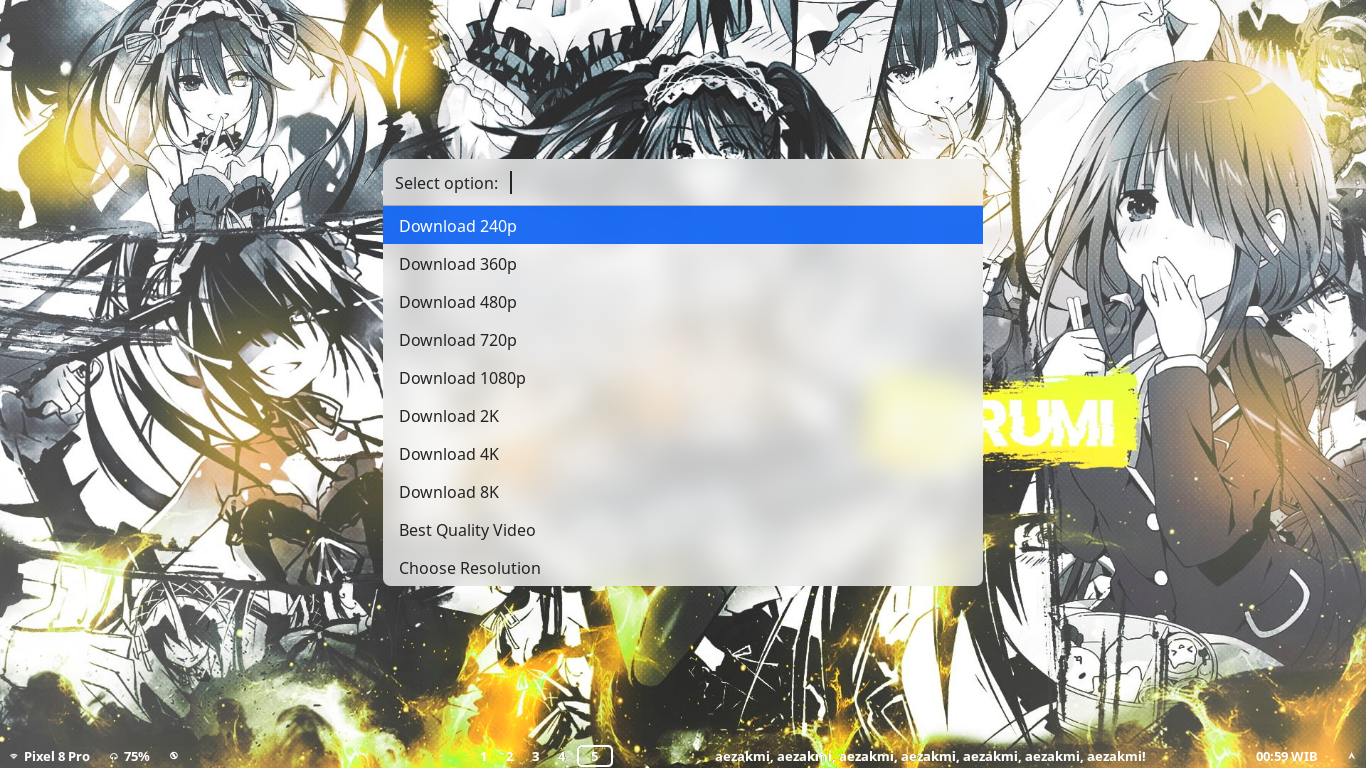 Select option:
Download 240p
Download 360p
Download 480p
Download 720p
Download 1080p
Download 2K
Download 4K
Download 8K
Best Quality Video
Choose Resolution
RUMI
Pixel 8 Pro 75% 1 2 3 4 5 aezakmi, aezakmi, aezakmi, aezakmi, aezakmi, aezakmi, aezakmi! 00:59 WIB